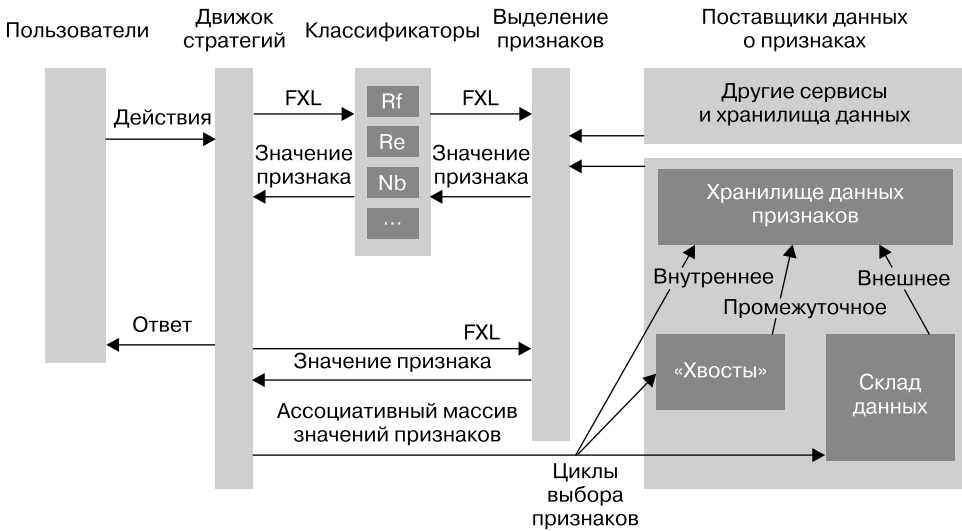 Пользователи
Движок
стратегий
Классификаторы
Выделение
признаков
Поставщики данных
о признаках
Действия
FXL
Rf
FXL
Re
Значение
признака
Nb
...
Значение
признака
Другие сервисы
и хранилища данных
Хранилище данных
признаков
Внутреннее
Промежуточное
Внешнее
Ответ
FXL
Значение признака
«Хвосты»
Склад
данных
Ассоциативный массив
значений признаков
Циклы
выбора
признаков